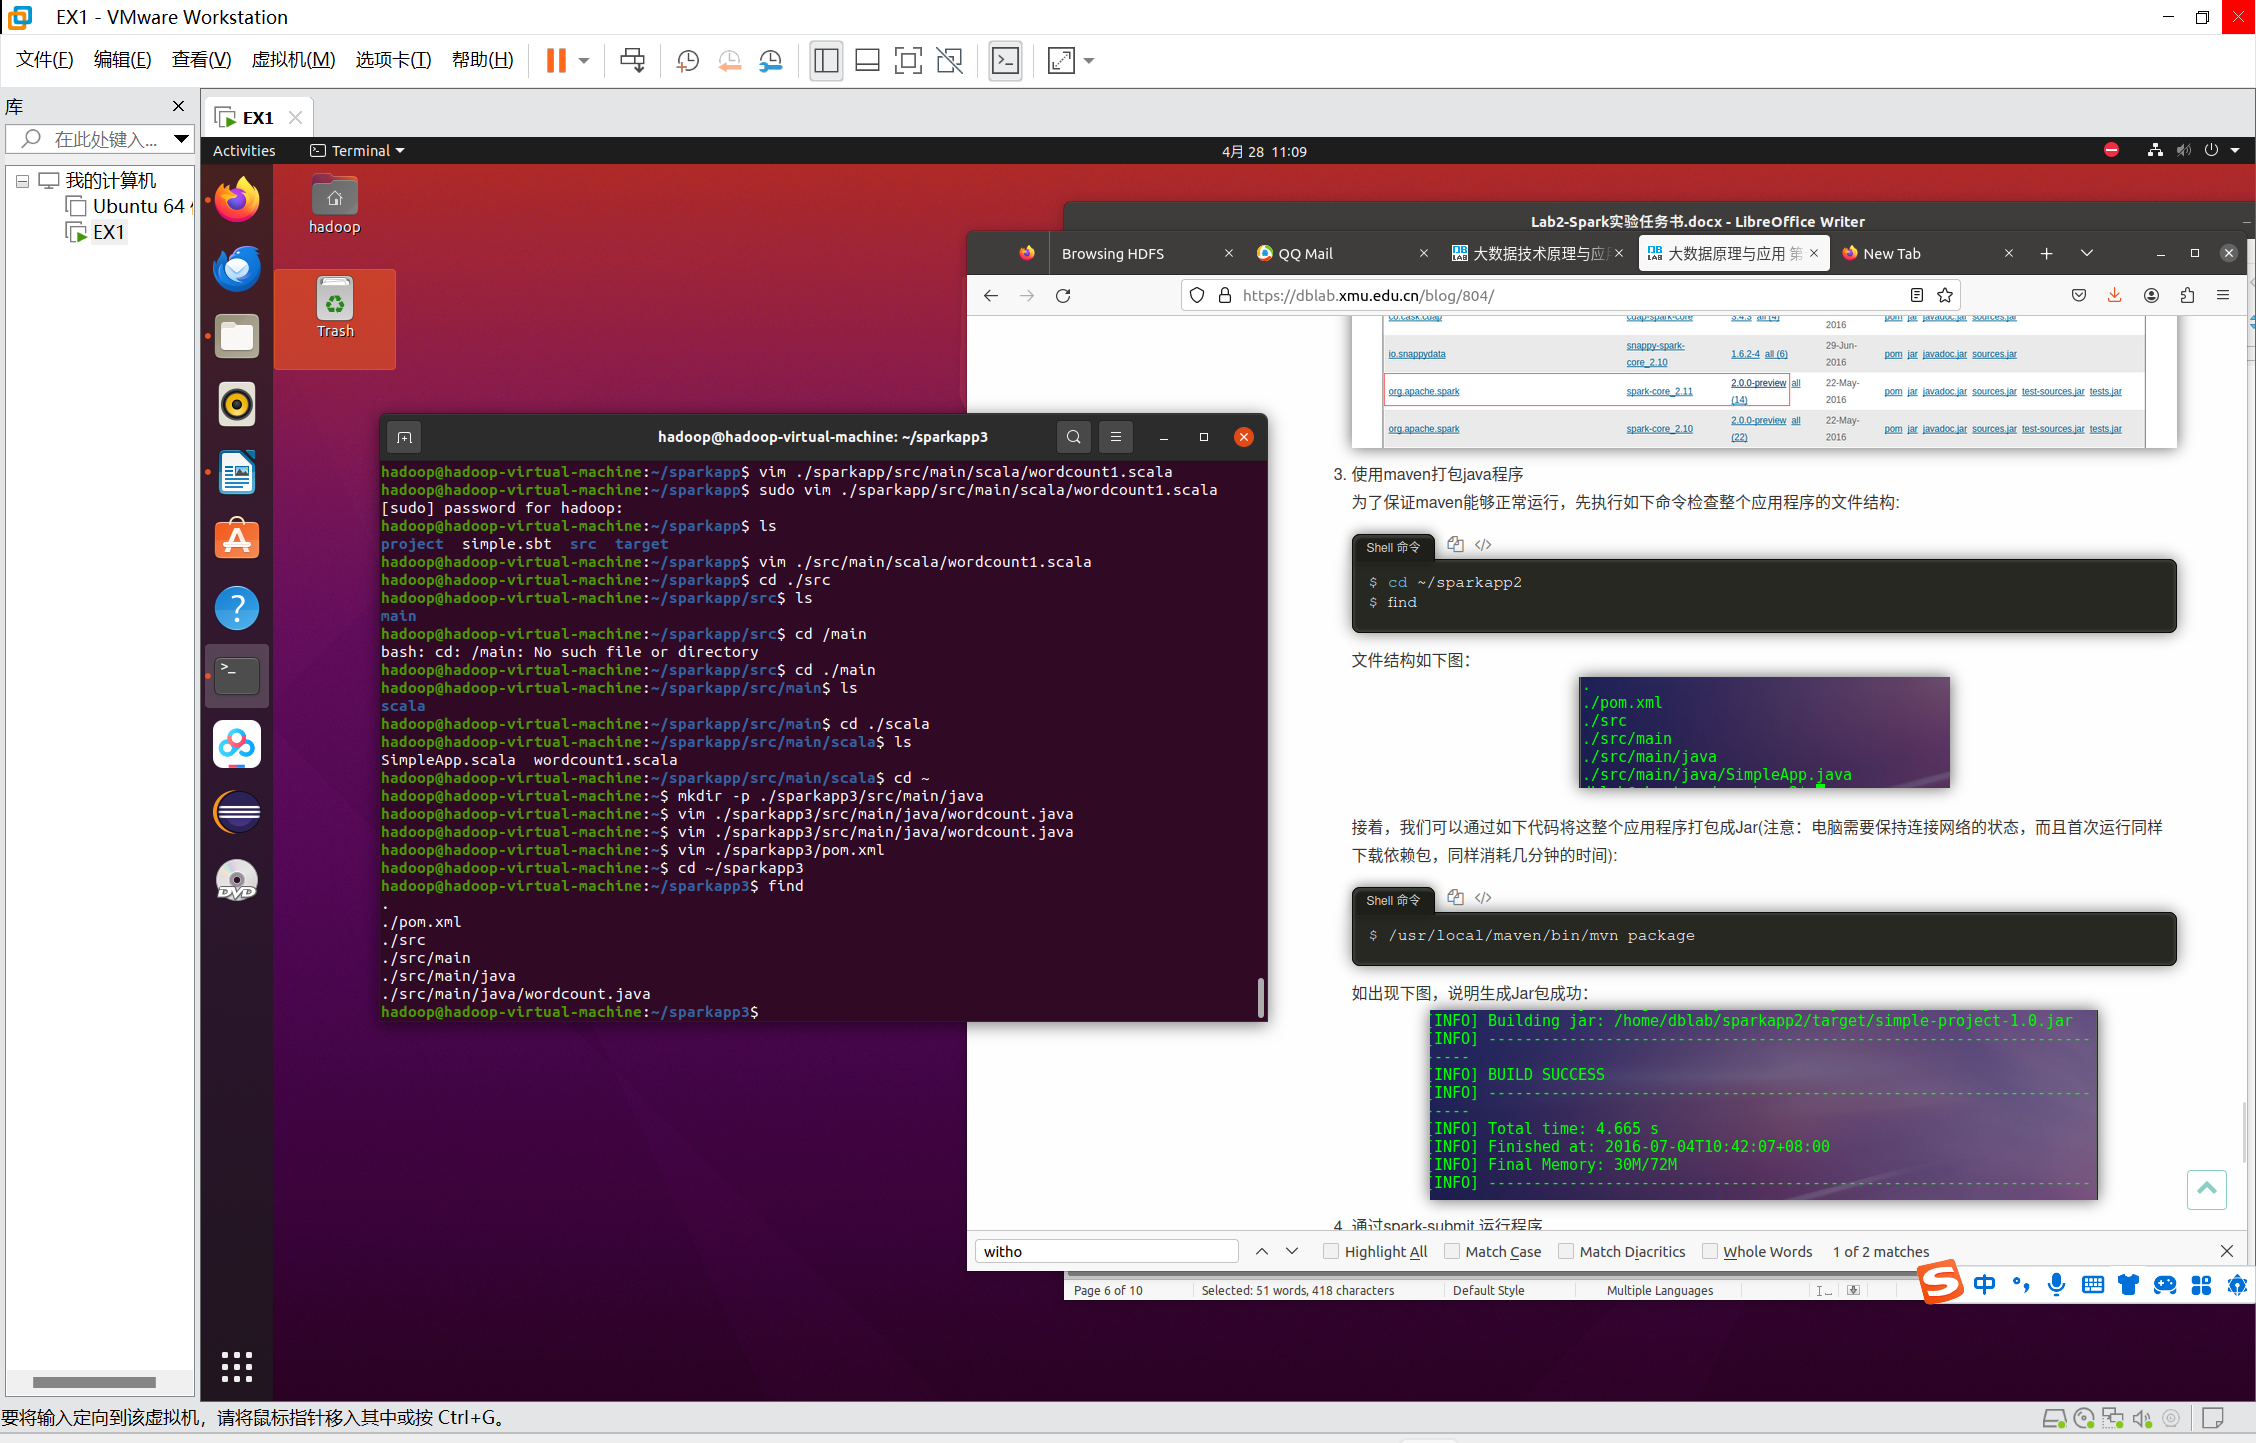 EX1 - VMware Workstation
文件(F) 编辑(E) 查看(V) 虚拟机(M) 选项卡(T) 帮助(H)
库
在此处键入...
我的计算机
Ubuntu 64
EX1
EX1
Activities
Terminal
4月 28 11:09
hadoop
Trash
Lab2-Spark实验任务书.docx - LibreOffice Writer
Browsing HDFS
QQ Mail
大数据技术原理与应
大数据原理与应用 第
New Tab
https://dblab.xmu.edu.cn/blog/804/
co.cask.cdap cdap-spark-core 3.4.3 all (4) 2016 pom jar javadoc.jar sources.jar
io.snappydata snappy-spark-core_2.10 1.6.2-4 all (6) 29-Jun-2016 pom jar javadoc.jar sources.jar
org.apache.spark spark-core_2.11 2.0.0-preview all (14) 22-May-2016 pom jar javadoc.jar sources.jar test-sources.jar tests.jar
org.apache.spark spark-core_2.10 2.0.0-preview all (22) 22-May-2016 pom jar javadoc.jar sources.jar test-sources.jar tests.jar
3. 使用maven打包java程序
为了保证maven能够正常运行，先执行如下命令检查整个应用程序的文件结构:
Shell 命令
$ cd ~/sparkapp2
$ find
文件结构如下图：
.
./pom.xml
./src
./src/main
./src/main/java
./src/main/java/SimpleApp.java
接着，我们可以通过如下代码将这整个应用程序打包成Jar(注意：电脑需要保持连接网络的状态，而且首次运行同样
下载依赖包，同样消耗几分钟的时间):
Shell 命令
$ /usr/local/maven/bin/mvn package
如出现下图，说明生成Jar包成功：
[INFO] Building jar: /home/dblab/sparkapp2/target/simple-project-1.0.jar
[INFO] -------------------------------------------------------------------
-----
[INFO] BUILD SUCCESS
[INFO] -------------------------------------------------------------------
-----
[INFO] Total time: 4.665 s
[INFO] Finished at: 2016-07-04T10:42:07+08:00
[INFO] Final Memory: 30M/72M
[INFO] -------------------------------------------------------------------
4. 通过spark-submit 运行程序
witho
Highlight All
Match Case
Match Diacritics
Whole Words
1 of 2 matches
Page 6 of 10
Selected: 51 words, 418 characters
Default Style
Multiple Languages
中
hadoop@hadoop-virtual-machine: ~/sparkapp3
hadoop@hadoop-virtual-machine:~/sparkapp$ vim ./sparkapp/src/main/scala/wordcount1.scala
hadoop@hadoop-virtual-machine:~/sparkapp$ sudo vim ./sparkapp/src/main/scala/wordcount1.scala
[sudo] password for hadoop:
hadoop@hadoop-virtual-machine:~/sparkapp$ ls
project simple.sbt src target
hadoop@hadoop-virtual-machine:~/sparkapp$ vim ./src/main/scala/wordcount1.scala
hadoop@hadoop-virtual-machine:~/sparkapp$ cd ./src
hadoop@hadoop-virtual-machine:~/sparkapp/src$ ls
main
hadoop@hadoop-virtual-machine:~/sparkapp/src$ cd /main
bash: cd: /main: No such file or directory
hadoop@hadoop-virtual-machine:~/sparkapp/src$ cd ./main
hadoop@hadoop-virtual-machine:~/sparkapp/src/main$ ls
scala
hadoop@hadoop-virtual-machine:~/sparkapp/src/main$ cd ./scala
hadoop@hadoop-virtual-machine:~/sparkapp/src/main/scala$ ls
SimpleApp.scala wordcount1.scala
hadoop@hadoop-virtual-machine:~/sparkapp/src/main/scala$ cd ~
hadoop@hadoop-virtual-machine:~$ mkdir -p ./sparkapp3/src/main/java
hadoop@hadoop-virtual-machine:~$ vim ./sparkapp3/src/main/java/wordcount.java
hadoop@hadoop-virtual-machine:~$ vim ./sparkapp3/src/main/java/wordcount.java
hadoop@hadoop-virtual-machine:~$ vim ./sparkapp3/pom.xml
hadoop@hadoop-virtual-machine:~$ cd ~/sparkapp3
hadoop@hadoop-virtual-machine:~/sparkapp3$ find
.
./pom.xml
./src
./src/main
./src/main/java
./src/main/java/wordcount.java
hadoop@hadoop-virtual-machine:~/sparkapp3$
要将输入定向到该虚拟机，请将鼠标指针移入其中或按 Ctrl+G。